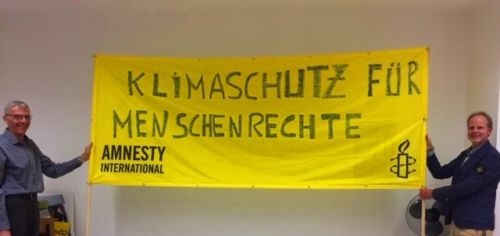 KLiMASCHUTZ FÜR
MENSCHENRECHTE
AMNESTY
INTERNATIONAL